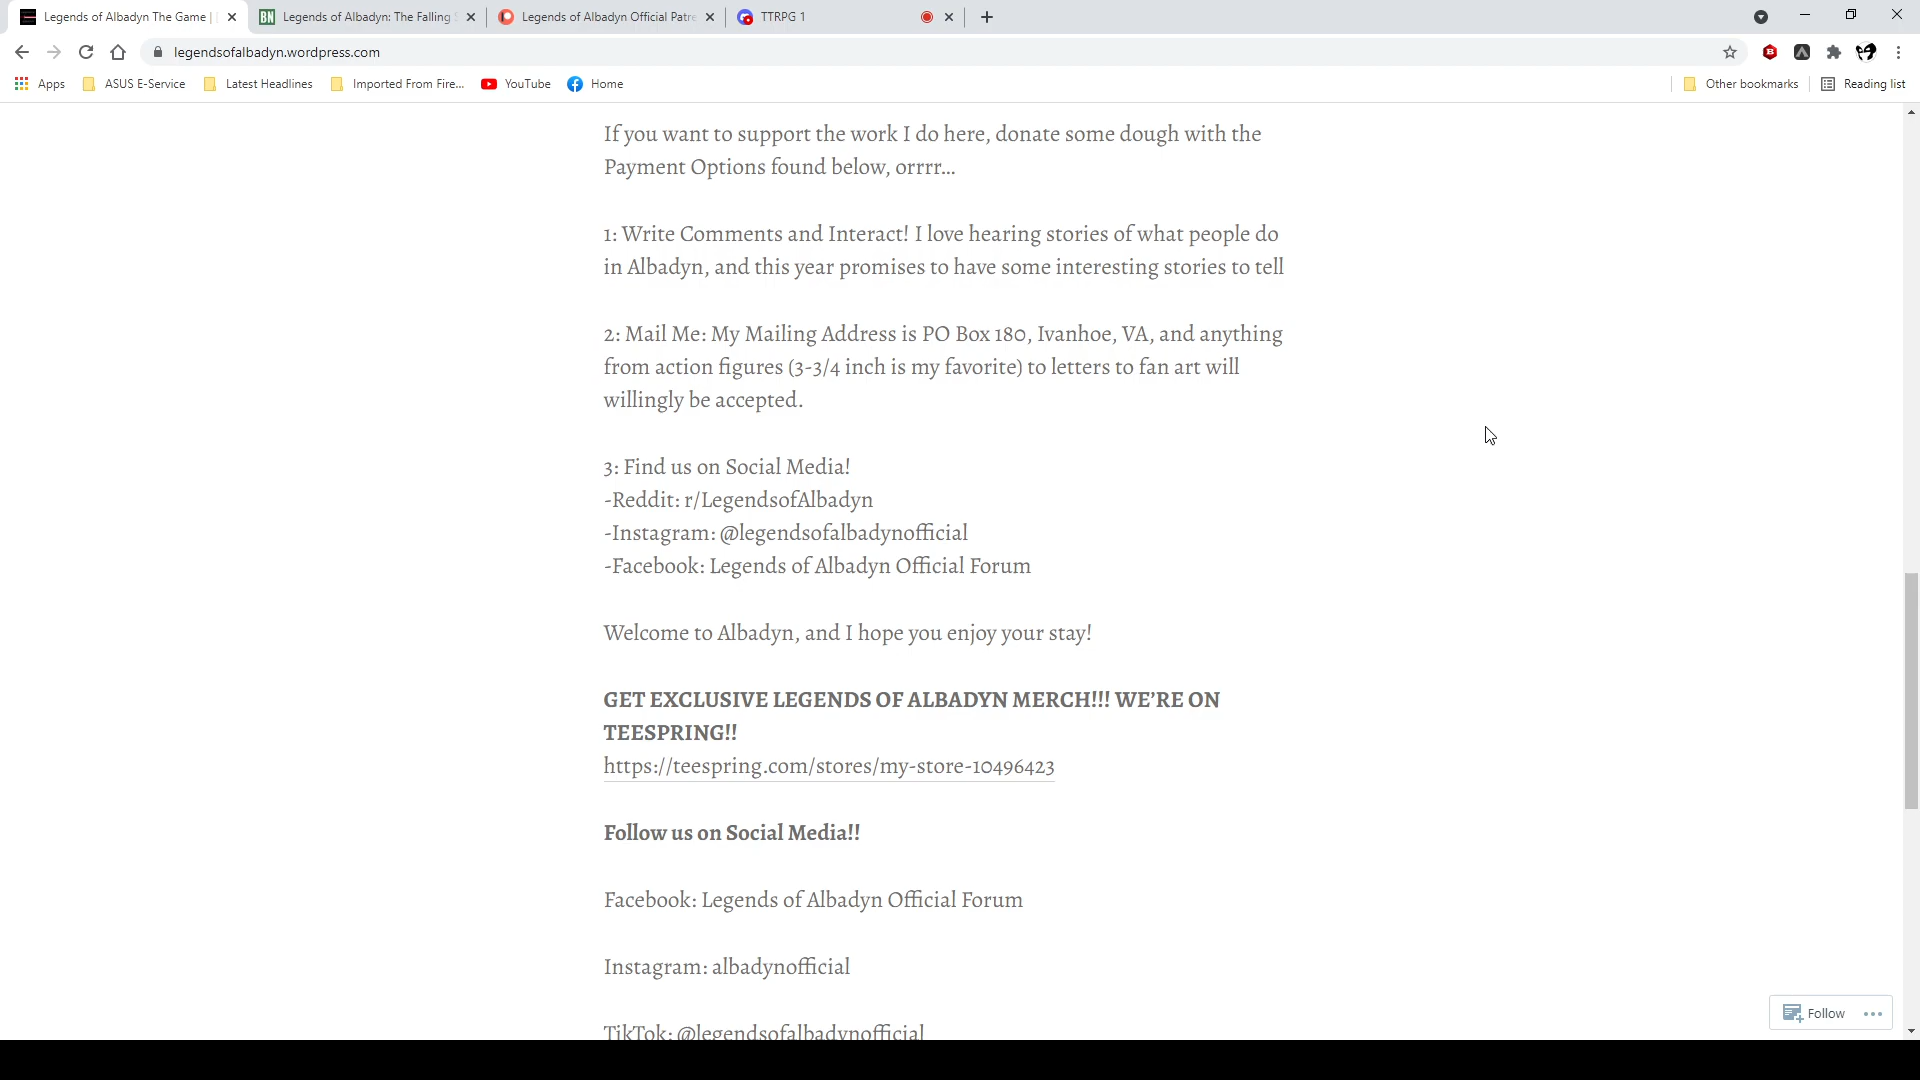 Legends of Albadyn The Game |
Legends of Albadyn: The Falling
Legends of Albadyn Official Patre
TTRPG 1
legendsofalbadyn.wordpress.com
Apps
ASUS E-Service
Latest Headlines
Imported From Fire...
YouTube
Home
Other bookmarks
Reading list
If you want to support the work I do here, donate some dough with the
Payment Options found below, orrrr...
1: Write Comments and Interact! I love hearing stories of what people do
in Albadyn, and this year promises to have some interesting stories to tell
2: Mail Me: My Mailing Address is PO Box 180, Ivanhoe, VA, and anything
from action figures (3-3/4 inch is my favorite) to letters to fan art will
willingly be accepted.
3: Find us on Social Media!
-Reddit: r/LegendsofAlbadyn
-Instagram: @legendsofalbadynofficial
-Facebook: Legends of Albadyn Official Forum
Welcome to Albadyn, and I hope you enjoy your stay!
GET EXCLUSIVE LEGENDS OF ALBADYN MERCH!!! WE'RE ON
TEESPRING!!
https://teespring.com/stores/my-store-10496423
Follow us on Social Media!!
Facebook: Legends of Albadyn Official Forum
Instagram: albadynofficial
TikTok: @legendsofalbadynofficial
Follow